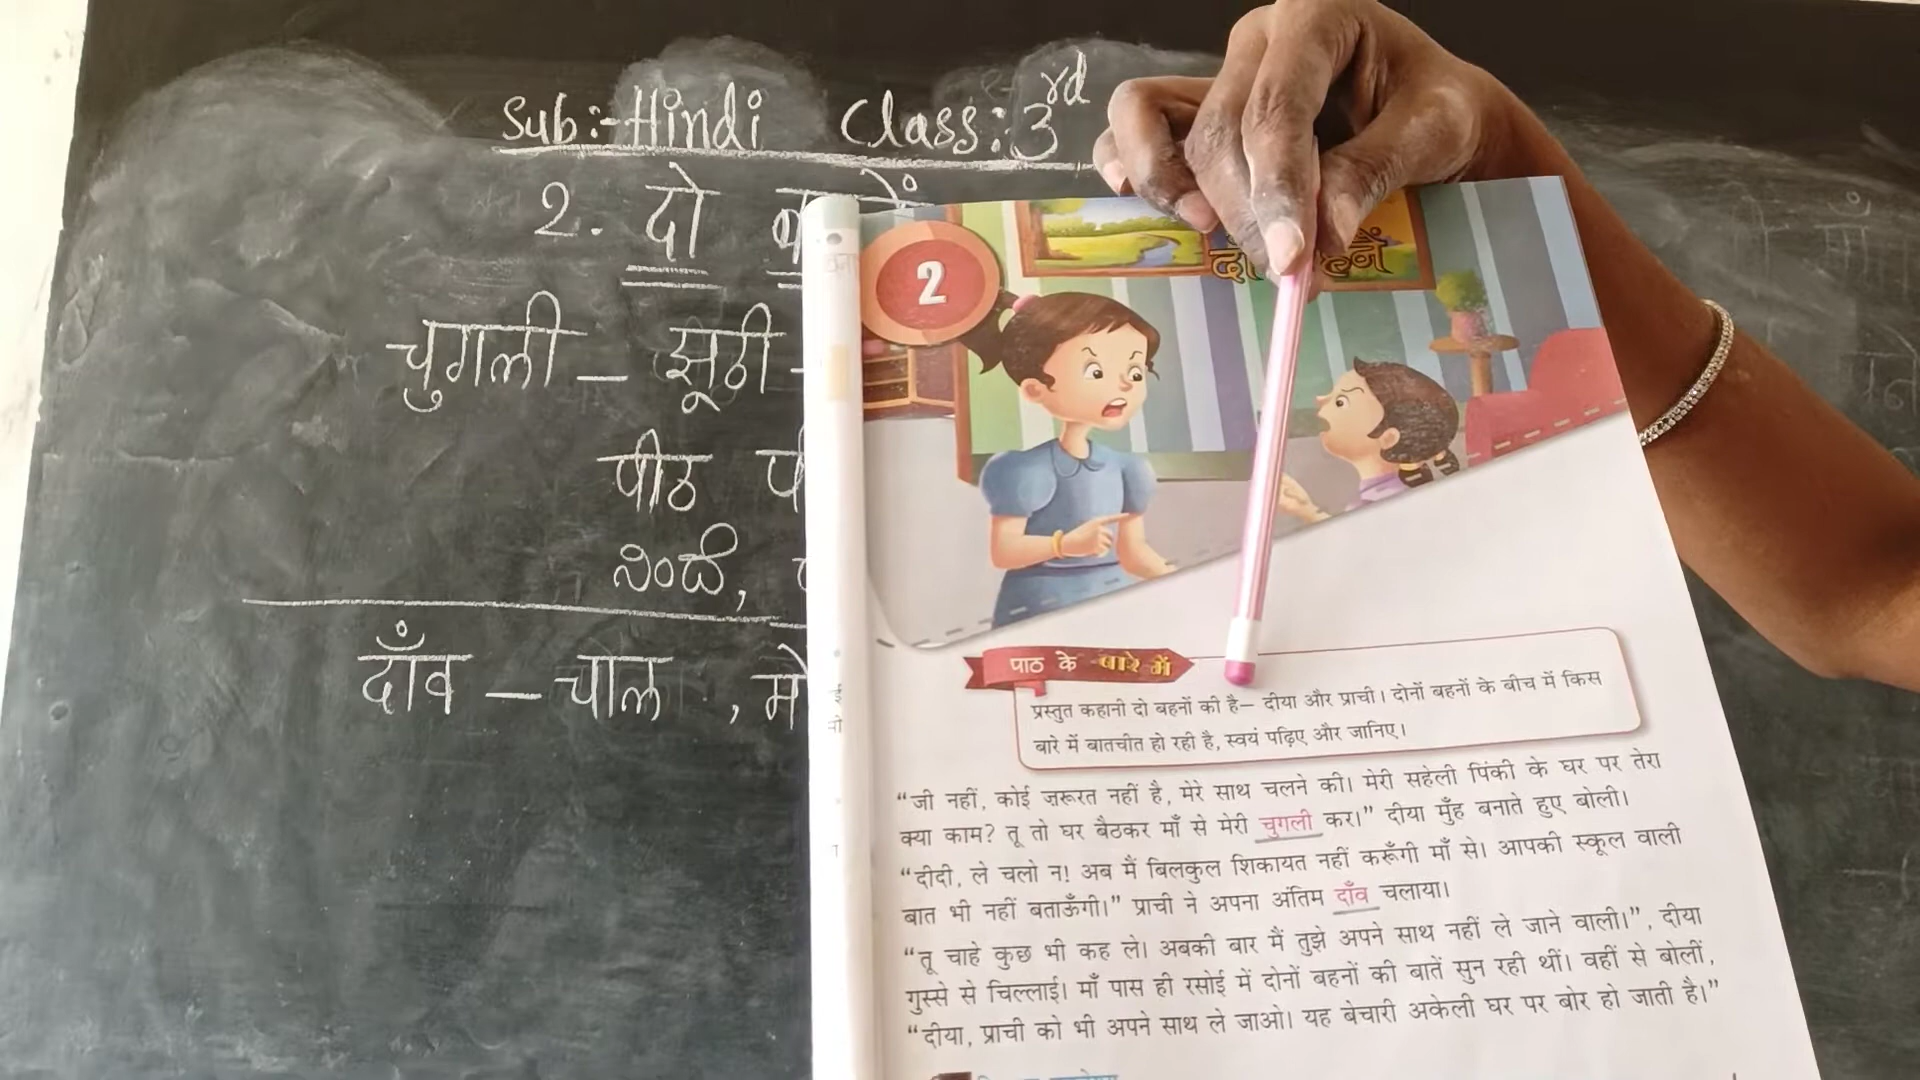 Sub:-Hindi Class: 3rd
2. दो
चुगली - झूठी -
पीठ
ನಿಂದೆ,
दाँव - चाल ,
2
पाठ के बारे में
प्रस्तुत कहानी दो बहनों की है– दीया और प्राची। दोनों बहनों के बीच में किस
बारे में बातचीत हो रही है, स्वयं पढ़िए और जानिए।
“जी नहीं, कोई ज़रूरत नहीं है, मेरे साथ चलने की। मेरी सहेली पिंकी के घर पर तेरा
क्या काम? तू तो घर बैठकर माँ से मेरी चुगली कर।” दीया मुँह बनाते हुए बोली।
“दीदी, ले चलो न! अब मैं बिलकुल शिकायत नहीं करूँगी माँ से। आपकी स्कूल वाली
बात भी नहीं बताऊँगी।” प्राची ने अपना अंतिम दाँव चलाया।
“तू चाहे कुछ भी कह ले। अबकी बार मैं तुझे अपने साथ नहीं ले जाने वाली।”, दीया
गुस्से से चिल्लाई। माँ पास ही रसोई में दोनों बहनों की बातें सुन रही थीं। वहीं से बोलीं,
“दीया, प्राची को भी अपने साथ ले जाओ। यह बेचारी अकेली घर पर बोर हो जाती है।”